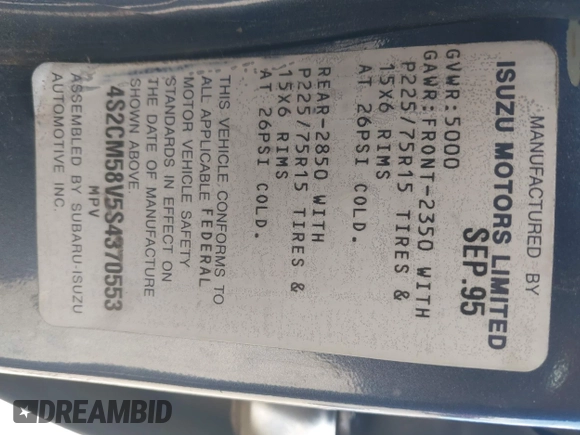 MANUFACTURED BY
ISUZU MOTORS LIMITED
SEP.95
GVWR:5000
GAWR:FRONT-2350 WITH
P225/75R15 TIRES &
15X6 RIMS
AT 26PSI COLD.
REAR-2850 WITH
P225/75R15 TIRES &
15X6 RIMS
AT 26PSI COLD.
THIS VEHICLE CONFORMS TO
ALL APPLICABLE FEDERAL
MOTOR VEHICLE SAFETY
STANDARDS IN EFFECT ON
THE DATE OF MANUFACTURE
SHOWN ABOVE.
4S2CM58V5S4370553
MPV
ASSEMBLED BY SUBARU-ISUZU
AUTOMOTIVE INC.
DREAMBID